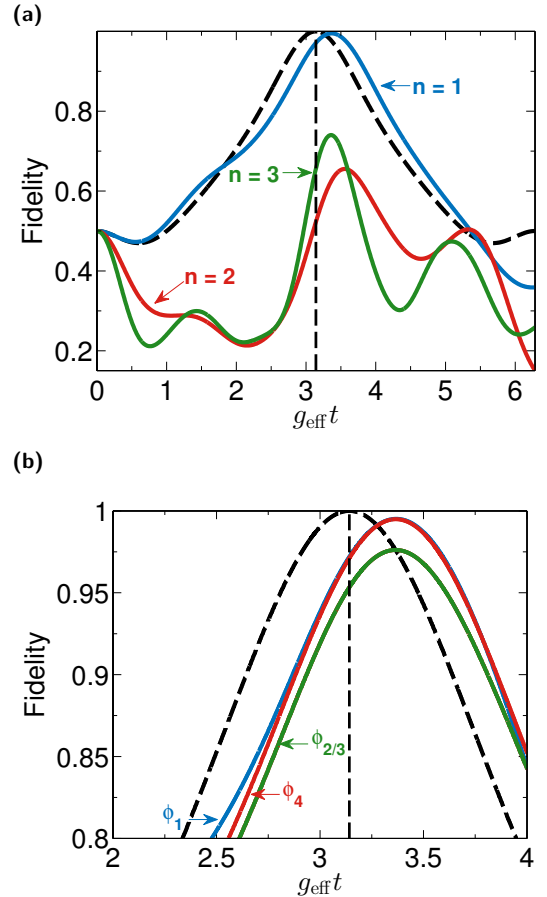 (a)
Fidelity
0.8
0.6
0.4
0.2
n = 1
n = 3
n = 2
0 1 2 3 4 5 6
g_eff t
(b)
Fidelity
1
0.95
0.9
0.85
0.8
ϕ_2/3
ϕ_4
ϕ_1
2 2.5 3 3.5 4
g_eff t